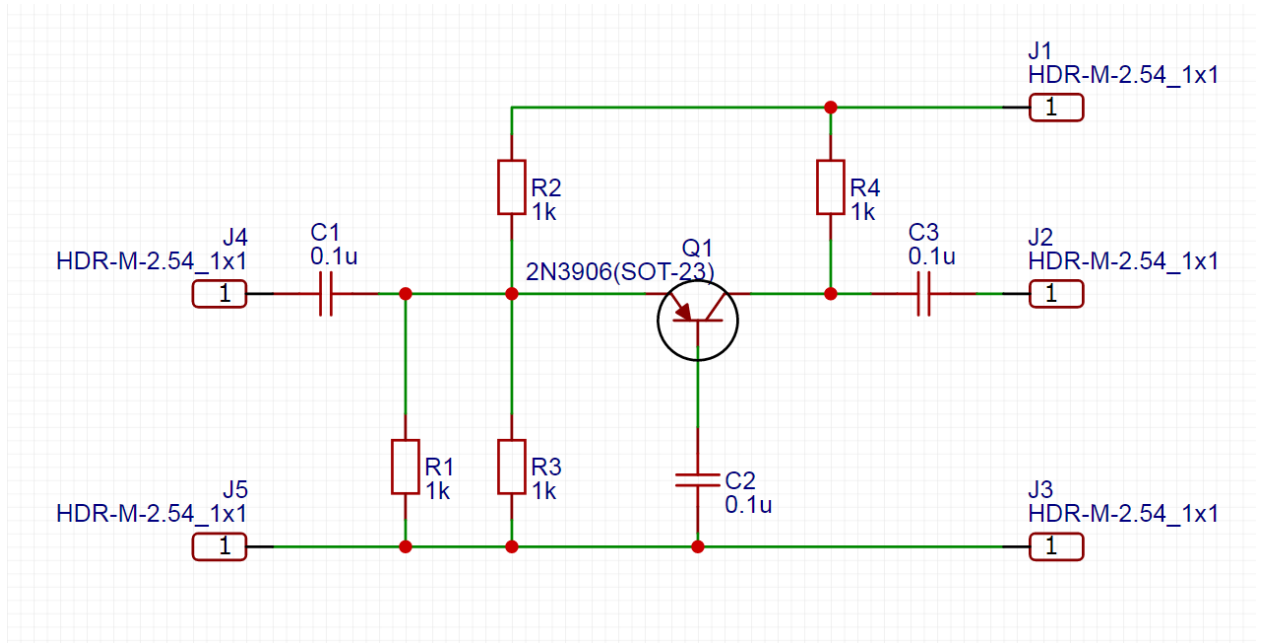 J1
HDR-M-2.54_1x1
1
R2
1k
R4
1k
J4
HDR-M-2.54_1x1
1
C1
0.1u
Q1
2N3906(SOT-23)
C3
0.1u
J2
HDR-M-2.54_1x1
1
R1
1k
R3
1k
C2
0.1u
J5
HDR-M-2.54_1x1
1
J3
HDR-M-2.54_1x1
1